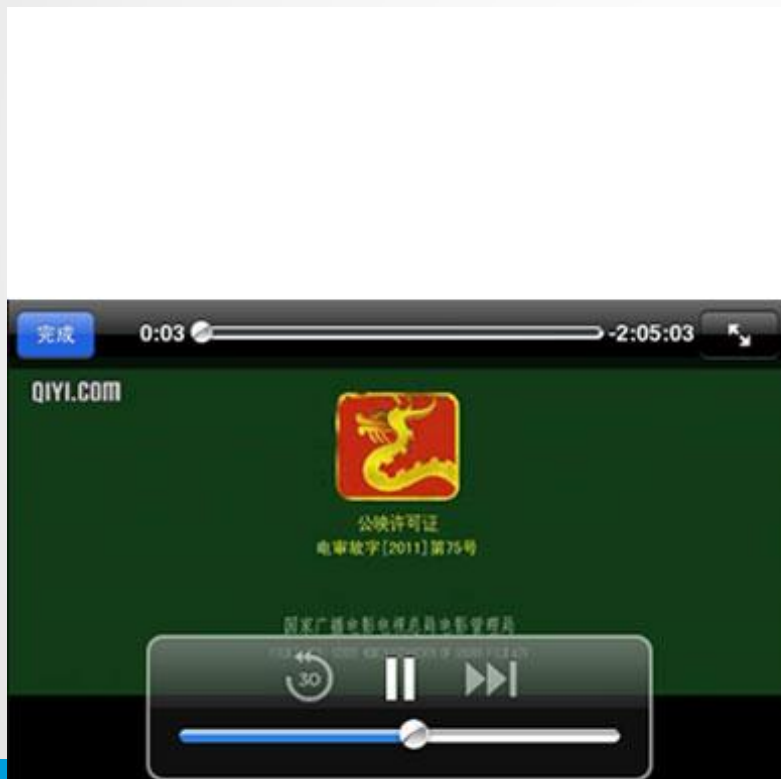 完成
0:03
-2:05:03
QIYI.COM
公映许可证
电审故字[2011]第75号
国家广播电影电视总局电影管理局
30